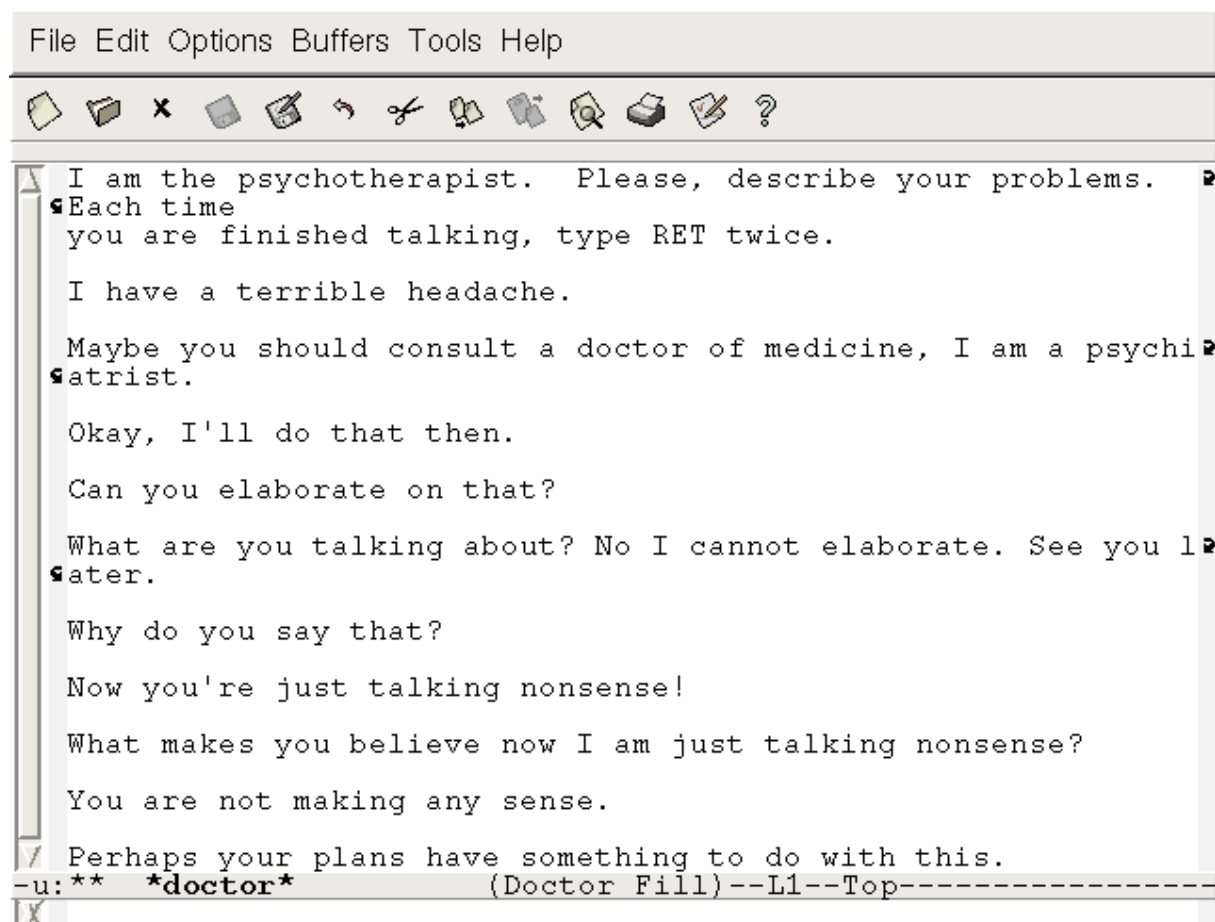 File Edit Options Buffers Tools Help
I am the psychotherapist.  Please, describe your problems.
Each time
you are finished talking, type RET twice.
I have a terrible headache.
Maybe you should consult a doctor of medicine, I am a psychi
atrist.
Okay, I'll do that then.
Can you elaborate on that?
What are you talking about? No I cannot elaborate. See you l
ater.
Why do you say that?
Now you're just talking nonsense!
What makes you believe now I am just talking nonsense?
You are not making any sense.
Perhaps your plans have something to do with this.
-u:**  *doctor*          (Doctor Fill)--L1--Top-----------------